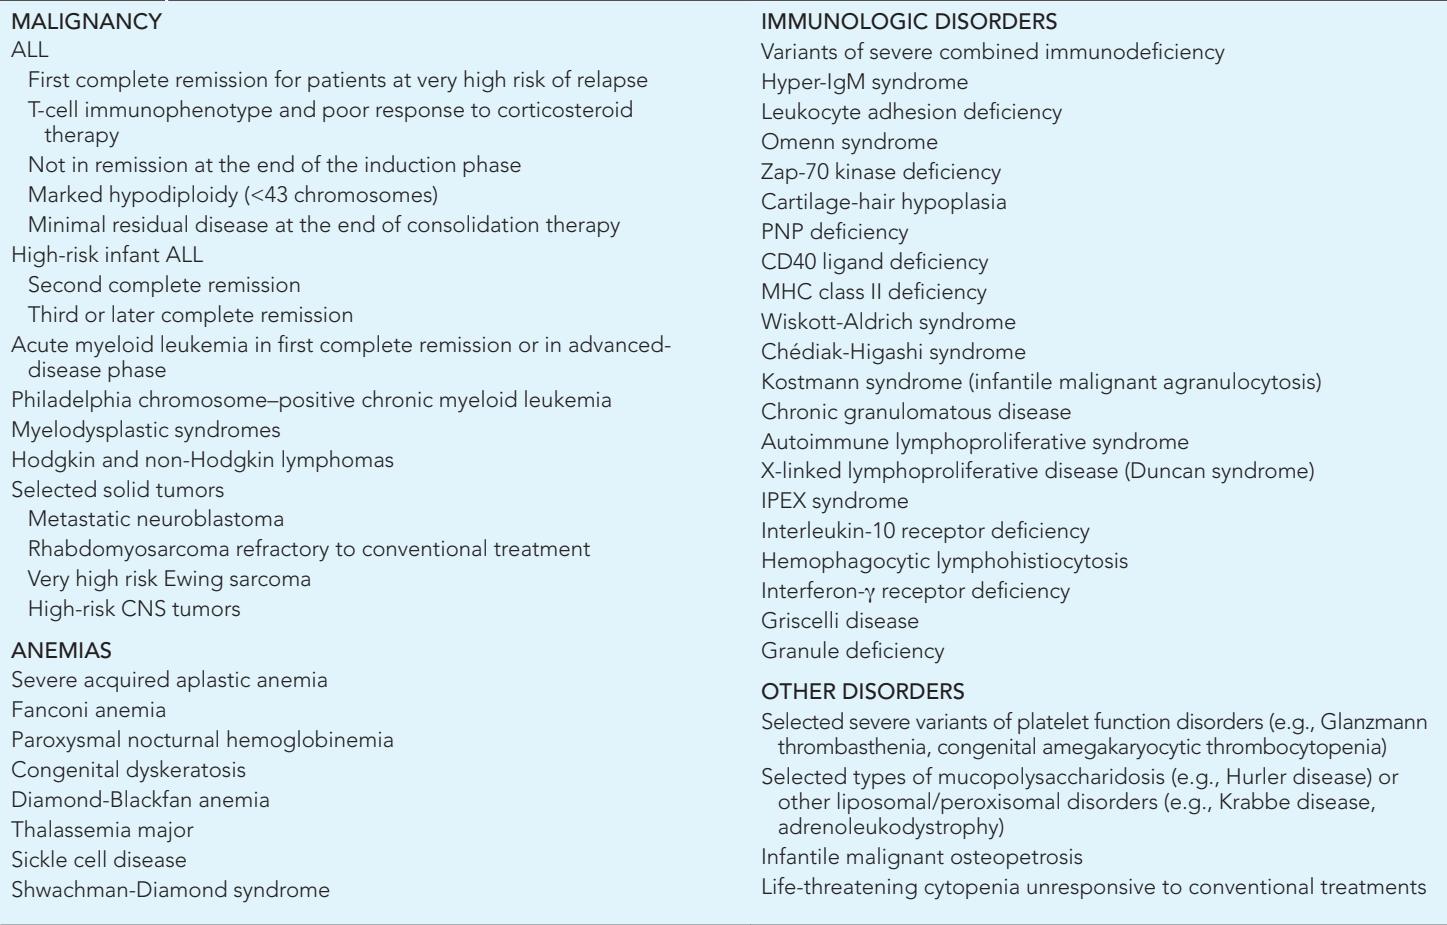 MALIGNANCY
ALL
First complete remission for patients at very high risk of relapse
T-cell immunophenotype and poor response to corticosteroid
therapy
Not in remission at the end of the induction phase
Marked hypodiploidy (<43 chromosomes)
Minimal residual disease at the end of consolidation therapy
High-risk infant ALL
Second complete remission
Third or later complete remission
Acute myeloid leukemia in first complete remission or in advanced-
disease phase
Philadelphia chromosome–positive chronic myeloid leukemia
Myelodysplastic syndromes
Hodgkin and non-Hodgkin lymphomas
Selected solid tumors
Metastatic neuroblastoma
Rhabdomyosarcoma refractory to conventional treatment
Very high risk Ewing sarcoma
High-risk CNS tumors
ANEMIAS
Severe acquired aplastic anemia
Fanconi anemia
Paroxysmal nocturnal hemoglobinemia
Congenital dyskeratosis
Diamond-Blackfan anemia
Thalassemia major
Sickle cell disease
Shwachman-Diamond syndrome
IMMUNOLOGIC DISORDERS
Variants of severe combined immunodeficiency
Hyper-IgM syndrome
Leukocyte adhesion deficiency
Omenn syndrome
Zap-70 kinase deficiency
Cartilage-hair hypoplasia
PNP deficiency
CD40 ligand deficiency
MHC class II deficiency
Wiskott-Aldrich syndrome
Chédiak-Higashi syndrome
Kostmann syndrome (infantile malignant agranulocytosis)
Chronic granulomatous disease
Autoimmune lymphoproliferative syndrome
X-linked lymphoproliferative disease (Duncan syndrome)
IPEX syndrome
Interleukin-10 receptor deficiency
Hemophagocytic lymphohistiocytosis
Interferon-γ receptor deficiency
Griscelli disease
Granule deficiency
OTHER DISORDERS
Selected severe variants of platelet function disorders (e.g., Glanzmann
thrombasthenia, congenital amegakaryocytic thrombocytopenia)
Selected types of mucopolysaccharidosis (e.g., Hurler disease) or
other liposomal/peroxisomal disorders (e.g., Krabbe disease,
adrenoleukodystrophy)
Infantile malignant osteopetrosis
Life-threatening cytopenia unresponsive to conventional treatments